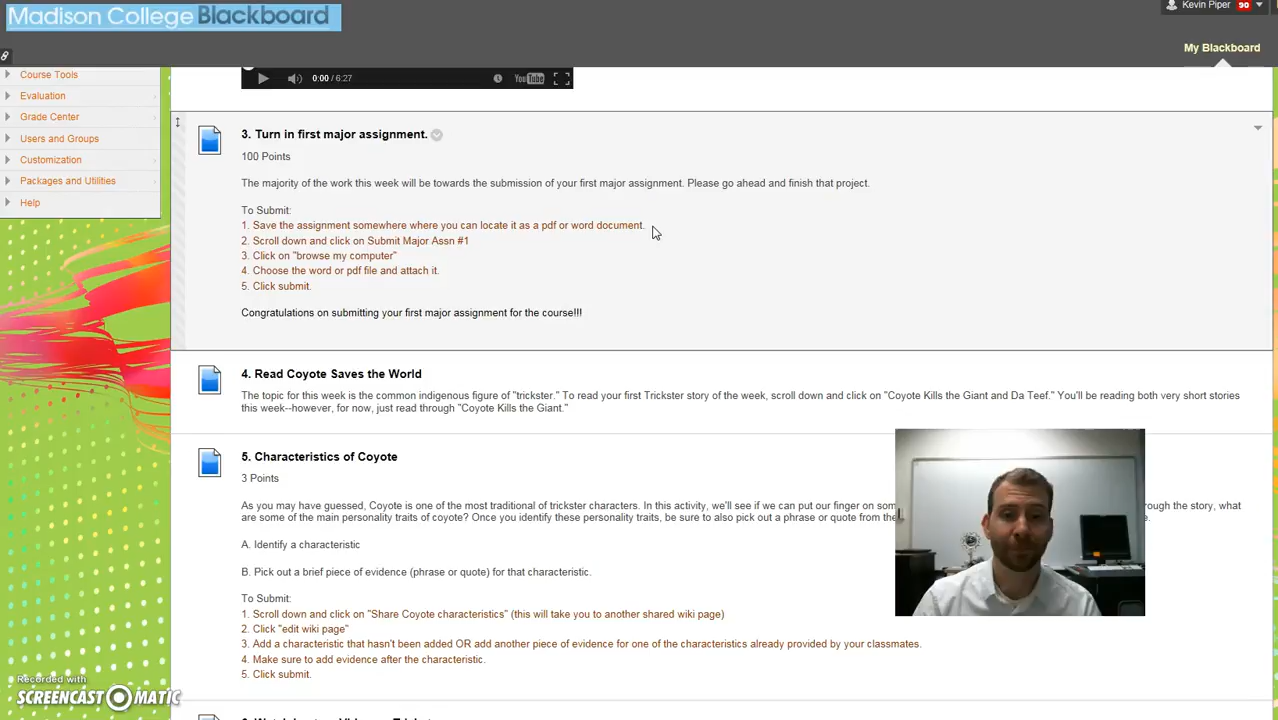 Madison College Blackboard
Kevin Piper 90
My Blackboard
Course Tools
Evaluation
Grade Center
Users and Groups
Customization
Packages and Utilities
Help
0:00 / 6:27
YouTube
3. Turn in first major assignment.
100 Points
The majority of the work this week will be towards the submission of your first major assignment. Please go ahead and finish that project.
To Submit:
1. Save the assignment somewhere where you can locate it as a pdf or word document.
2. Scroll down and click on Submit Major Assn #1
3. Click on "browse my computer"
4. Choose the word or pdf file and attach it.
5. Click submit.
Congratulations on submitting your first major assignment for the course!!!
4. Read Coyote Saves the World
The topic for this week is the common indigenous figure of "trickster." To read your first Trickster story of the week, scroll down and click on "Coyote Kills the Giant and Da Teef." You'll be reading both very short stories
this week--however, for now, just read through "Coyote Kills the Giant."
5. Characteristics of Coyote
3 Points
As you may have guessed, Coyote is one of the most traditional of trickster characters. In this activity, we'll see if we can put our finger on som rough the story, what
are some of the main personality traits of coyote? Once you identify these personality traits, be sure to also pick out a phrase or quote from the
A. Identify a characteristic
B. Pick out a brief piece of evidence (phrase or quote) for that characteristic.
To Submit:
1. Scroll down and click on "Share Coyote characteristics" (this will take you to another shared wiki page)
2. Click "edit wiki page"
3. Add a characteristic that hasn't been added OR add another piece of evidence for one of the characteristics already provided by your classmates.
4. Make sure to add evidence after the characteristic.
5. Click submit.
Recorded with
SCREENCAST-O-MATIC